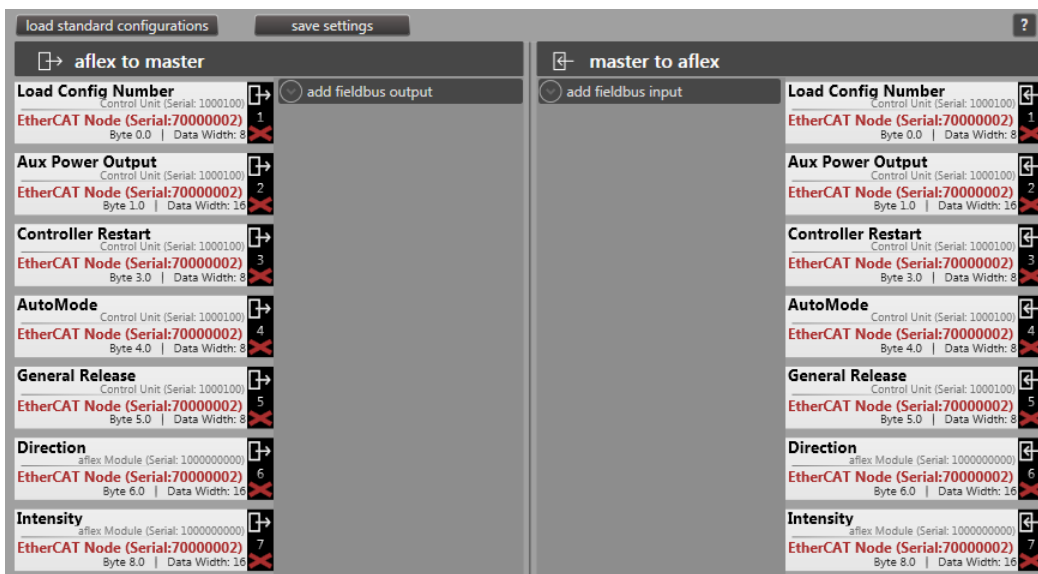 load standard configurations
save settings
?
aflex to master
add fieldbus output
Load Config Number
Control Unit (Serial: 1000100)
1
EtherCAT Node (Serial:70000002)
Byte 0.0 | Data Width: 8
Aux Power Output
Control Unit (Serial: 1000100)
2
EtherCAT Node (Serial:70000002)
Byte 1.0 | Data Width: 16
Controller Restart
Control Unit (Serial: 1000100)
3
EtherCAT Node (Serial:70000002)
Byte 3.0 | Data Width: 8
AutoMode
Control Unit (Serial: 1000100)
4
EtherCAT Node (Serial:70000002)
Byte 4.0 | Data Width: 8
General Release
Control Unit (Serial: 1000100)
5
EtherCAT Node (Serial:70000002)
Byte 5.0 | Data Width: 8
Direction
aflex Module (Serial: 1000000000)
6
EtherCAT Node (Serial:70000002)
Byte 6.0 | Data Width: 16
Intensity
aflex Module (Serial: 1000000000)
7
EtherCAT Node (Serial:70000002)
Byte 8.0 | Data Width: 16
master to aflex
add fieldbus input
Load Config Number
Control Unit (Serial: 1000100)
1
EtherCAT Node (Serial:70000002)
Byte 0.0 | Data Width: 8
Aux Power Output
Control Unit (Serial: 1000100)
2
EtherCAT Node (Serial:70000002)
Byte 1.0 | Data Width: 16
Controller Restart
Control Unit (Serial: 1000100)
3
EtherCAT Node (Serial:70000002)
Byte 3.0 | Data Width: 8
AutoMode
Control Unit (Serial: 1000100)
4
EtherCAT Node (Serial:70000002)
Byte 4.0 | Data Width: 8
General Release
Control Unit (Serial: 1000100)
5
EtherCAT Node (Serial:70000002)
Byte 5.0 | Data Width: 8
Direction
aflex Module (Serial: 1000000000)
6
EtherCAT Node (Serial:70000002)
Byte 6.0 | Data Width: 16
Intensity
aflex Module (Serial: 1000000000)
7
EtherCAT Node (Serial:70000002)
Byte 8.0 | Data Width: 16